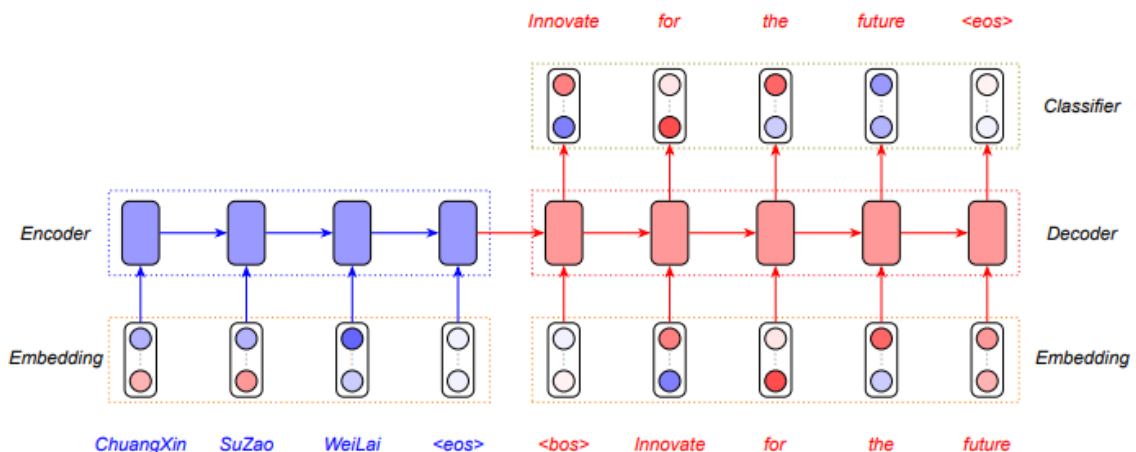 Innovate for the future <eos>
Classifier
Encoder
Decoder
Embedding
Embedding
ChuangXin SuZao WeiLai <eos> <bos> Innovate for the future